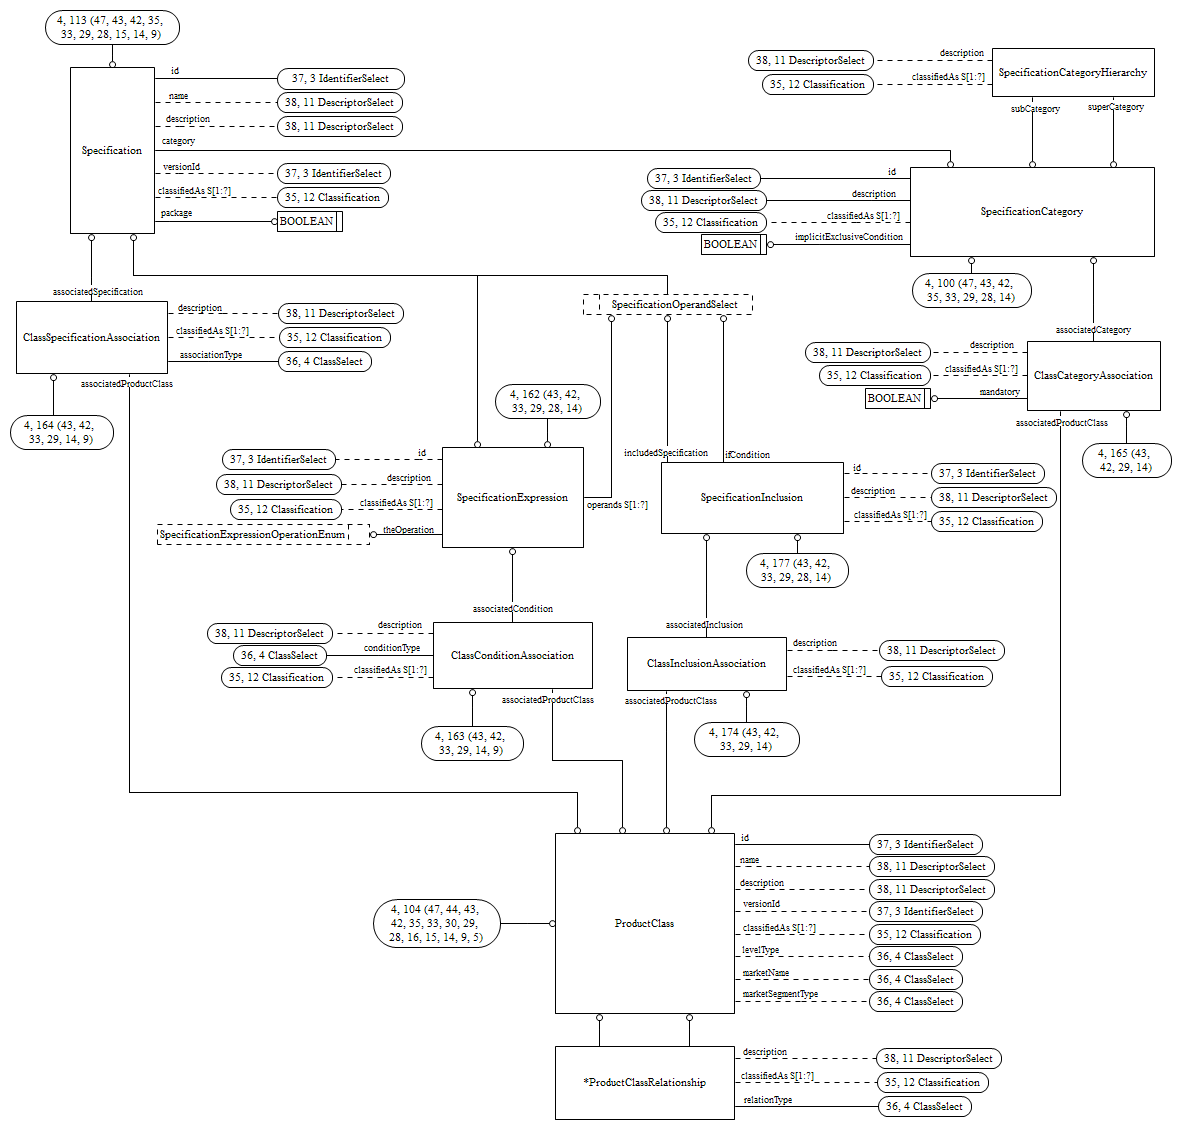 4, 113 (47, 43, 42, 35,
33, 29, 28, 15, 14, 9)
Specification
id
37, 3 IdentifierSelect
name
38, 11 DescriptorSelect
description
38, 11 DescriptorSelect
category
versionId
37, 3 IdentifierSelect
classifiedAs S[1:?]
35, 12 Classification
package
BOOLEAN
description
38, 11 DescriptorSelect
classifiedAs S[1:?]
35, 12 Classification
SpecificationCategoryHierarchy
subCategory
superCategory
id
37, 3 IdentifierSelect
description
38, 11 DescriptorSelect
classifiedAs S[1:?]
35, 12 Classification
implicitExclusiveCondition
BOOLEAN
SpecificationCategory
4, 100 (47, 43, 42,
35, 33, 29, 28, 14)
associatedSpecification
ClassSpecificationAssociation
description
38, 11 DescriptorSelect
classifiedAs S[1:?]
35, 12 Classification
associationType
36, 4 ClassSelect
associatedProductClass
4, 164 (43, 42,
33, 29, 14, 9)
SpecificationOperandSelect
associatedCategory
description
38, 11 DescriptorSelect
classifiedAs S[1:?]
35, 12 Classification
mandatory
BOOLEAN
ClassCategoryAssociation
associatedProductClass
4, 165 (43,
42, 29, 14)
4, 162 (43, 42,
33, 29, 28, 14)
id
37, 3 IdentifierSelect
description
38, 11 DescriptorSelect
classifiedAs S[1:?]
35, 12 Classification
theOperation
SpecificationExpressionOperationEnum
SpecificationExpression
operands S[1:?]
includedSpecification
ifCondition
SpecificationInclusion
id
37, 3 IdentifierSelect
description
38, 11 DescriptorSelect
classifiedAs S[1:?]
35, 12 Classification
4, 177 (43, 42,
33, 29, 28, 14)
associatedCondition
description
38, 11 DescriptorSelect
conditionType
36, 4 ClassSelect
classifiedAs S[1:?]
35, 12 Classification
ClassConditionAssociation
associatedProductClass
4, 163 (43, 42,
33, 29, 14, 9)
associatedInclusion
ClassInclusionAssociation
description
38, 11 DescriptorSelect
classifiedAs S[1:?]
35, 12 Classification
associatedProductClass
4, 174 (43, 42,
33, 29, 14)
4, 104 (47, 44, 43,
42, 35, 33, 30, 29,
28, 16, 15, 14, 9, 5)
ProductClass
id
37, 3 IdentifierSelect
name
38, 11 DescriptorSelect
description
38, 11 DescriptorSelect
versionId
37, 3 IdentifierSelect
classifiedAs S[1:?]
35, 12 Classification
levelType
36, 4 ClassSelect
marketName
36, 4 ClassSelect
marketSegmentType
36, 4 ClassSelect
*ProductClassRelationship
description
38, 11 DescriptorSelect
classifiedAs S[1:?]
35, 12 Classification
relationType
36, 4 ClassSelect